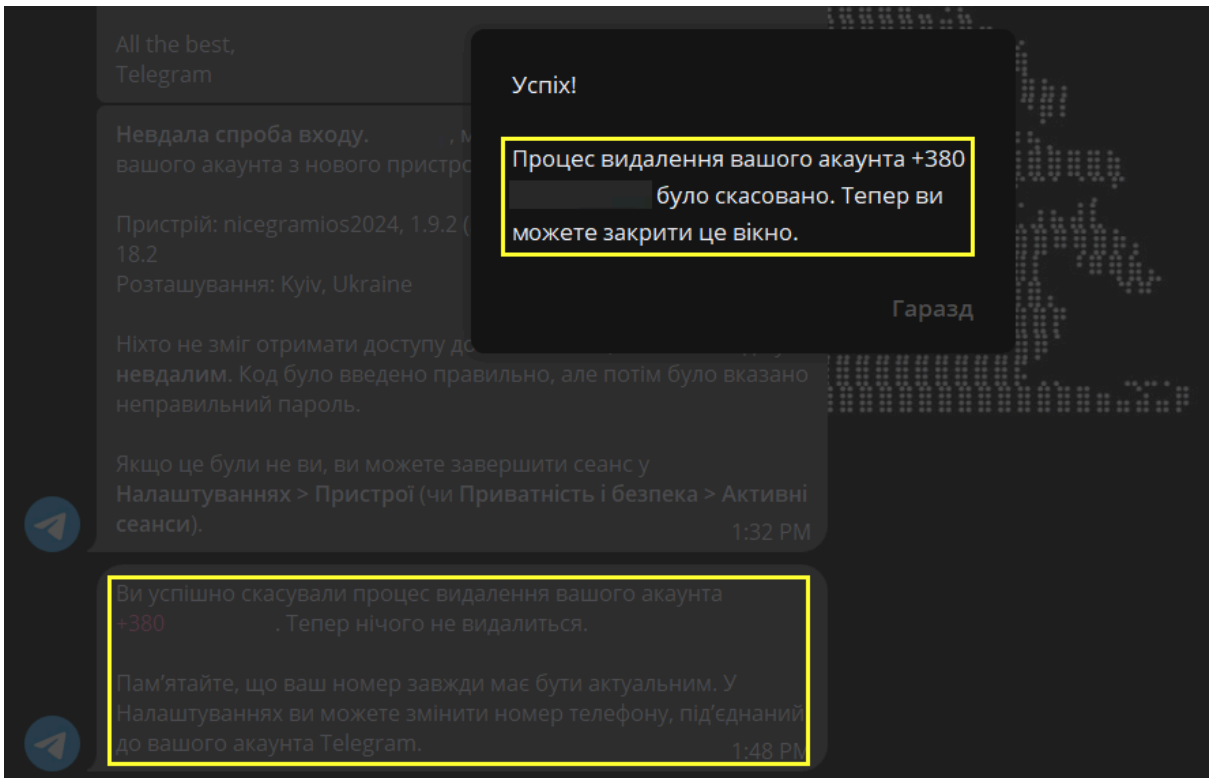 All the best,
Telegram
Невдала спроба входу. , м
вашого акаунта з нового пристро
Пристрій: nicegramios2024, 1.9.2 (
18.2
Розташування: Kyiv, Ukraine
Ніхто не зміг отримати доступу до
невдалим. Код було введено правильно, але потім було вказано
неправильний пароль.
Якщо це були не ви, ви можете завершити сеанс у
Налаштуваннях > Пристрої (чи Приватність і безпека > Активні
сеанси).
1:32 PM
Успіх!
Процес видалення вашого акаунта +380
було скасовано. Тепер ви
можете закрити це вікно.
Гаразд
Ви успішно скасували процес видалення вашого акаунта
+380 . Тепер нічого не видалиться.
Пам’ятайте, що ваш номер завжди має бути актуальним. У
Налаштуваннях ви можете змінити номер телефону, під’єднаний
до вашого акаунта Telegram.
1:48 PM